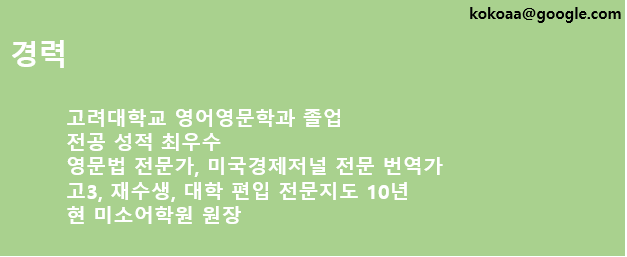 kokoaa@google.com
경력
고려대학교 영어영문학과 졸업
전공 성적 최우수
영문법 전문가, 미국경제저널 전문 번역가
고3, 재수생, 대학 편입 전문지도 10년
현 미소어학원 원장